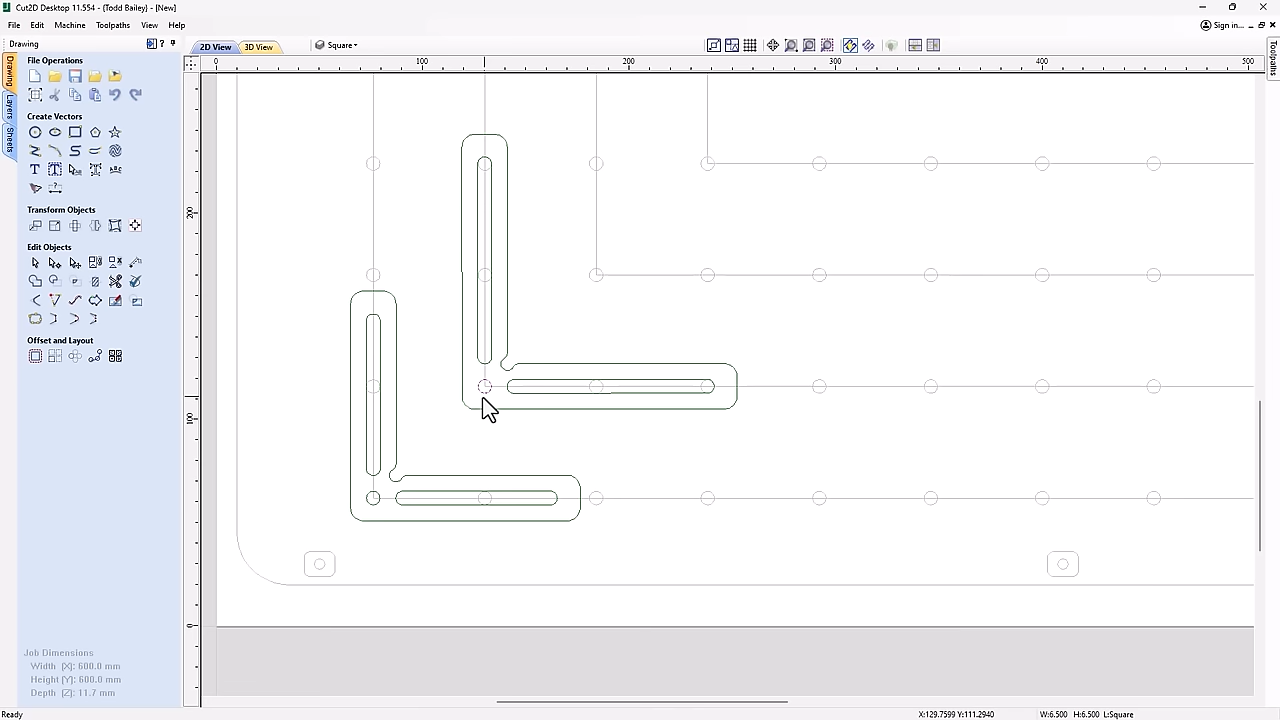 Cut2D Desktop 11.554 - {Todd Bailey} - [New]
File Edit Machine Toolpaths View Help
Sign in...
Drawing
2D View 3D View Square
0 100 200 300 400 500
Drawing
Layers
Sheets
Toolpaths
File Operations
Create Vectors
Transform Objects
200
Edit Objects
Offset and Layout
100
0
Job Dimensions
Width (X): 600.0 mm
Height (Y): 600.0 mm
Depth (Z): 11.7 mm
Ready
X:129.7599 Y:111.2940
W:6.500 H:6.500 L:Square